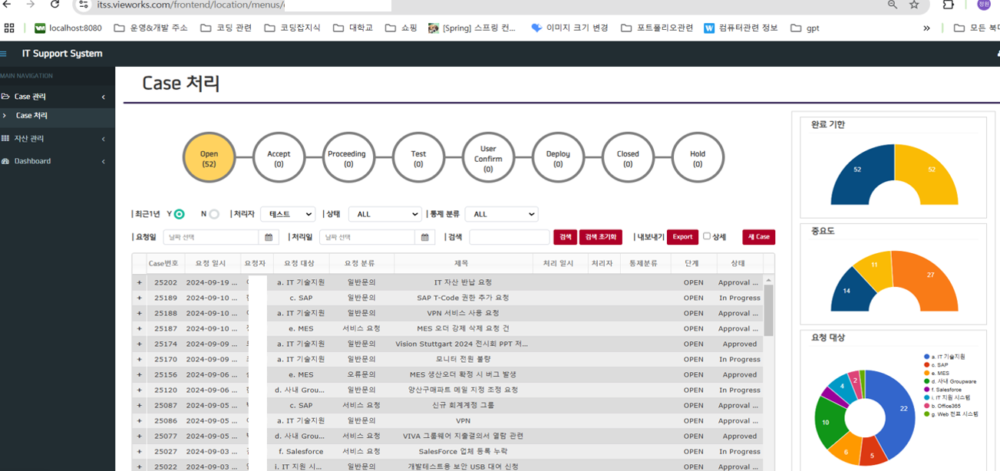 itss.vieworks.com/frontend/location/menus/
정원
localhost:8080 운영&개발 주소 코딩 관련 코딩잡지식 대학교 쇼핑 [Spring] 스프링 컨... 이미지 크기 변경 포트폴리오관련 컴퓨터관련 정보 gpt » 모든 북마
IT Support System
MAIN NAVIGATION
Case 관리
Case 처리
자산 관리
Dashboard
Case 처리
Open (52) Accept (0) Proceeding (0) Test (0) User Confirm (0) Deploy (0) Closed (0) Hold (0)
최근1년 Y N 처리자 테스트 상태 ALL 통제 분류 ALL
요청일 날짜 선택 처리일 날짜 선택 검색 검색 검색 초기화 내보내기 Export 상세 새 Case
Case번호 요청 일시 요청자 요청 대상 요청 분류 제목 처리 일시 처리자 통제분류 단계 상태
+ 25202 2024-09-19 ... a. IT 기술지원 일반문의 IT 자산 반납 요청 OPEN Approval ...
+ 25189 2024-09-10 ... c. SAP 일반문의 SAP T-Code 권한 추가 요청 OPEN In Progress
+ 25188 2024-09-10 ... a. IT 기술지원 일반문의 VPN 서비스 사용 요청 OPEN Approval ...
+ 25187 2024-09-10 ... e. MES 서비스 요청 MES 오더 강제 삭제 요청 건 OPEN Approval ...
+ 25174 2024-09-09 ... a. IT 기술지원 일반문의 Vision Stuttgart 2024 전시회 PPT 저... OPEN Approved
+ 25170 2024-09-09 ... a. IT 기술지원 일반문의 모니터 전원 불량 OPEN In Progress
+ 25156 2024-09-06 ... e. MES 오류문의 MES 생산오더 확정 시 버그 발생 OPEN Approved
+ 25120 2024-09-06 ... d. 사내 Grou... 일반문의 양산구매파트 메일 지정 조정 요청 OPEN In Progress
+ 25087 2024-09-05 ... c. SAP 서비스 요청 신규 회계계정 그룹 OPEN Approved
+ 25086 2024-09-05 ... a. IT 기술지원 일반문의 VPN OPEN In Progress
+ 25077 2024-09-05 ... d. 사내 Grou... 서비스 요청 VIVA 그룹웨어 지출결의서 열람 관련 OPEN Approved
+ 25027 2024-09-03 ... f. Salesforce 서비스 요청 SalesForce 업체 등록 누락 OPEN In Progress
+ 25022 2024-09-03 ... i. IT 지원 시... 일반문의 개발테스트용 보안 USB 대여 신청 OPEN Approved
완료 기한
52 52
중요도
14 11 27
요청 대상
22 5 6 10 4 2
a. IT 기술지원
c. SAP
e. MES
d. 사내 Groupware
f. Salesforce
i. IT 지원 시스템
b. Office365
g. Web 전표 시스템